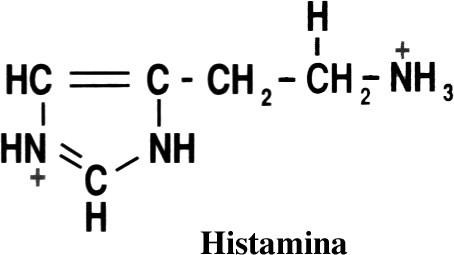 H
HC = C - CH₂ - CH₂ - NH₃ +
HN + = C - NH
H
Histamina